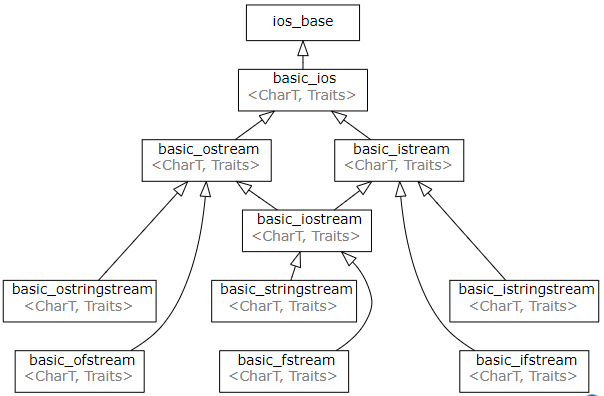 ios_base
basic_ios
<CharT, Traits>
basic_ostream
<CharT, Traits>
basic_istream
<CharT, Traits>
basic_iostream
<CharT, Traits>
basic_ostringstream
<CharT, Traits>
basic_stringstream
<CharT, Traits>
basic_istringstream
<CharT, Traits>
basic_ofstream
<CharT, Traits>
basic_fstream
<CharT, Traits>
basic_ifstream
<CharT, Traits>